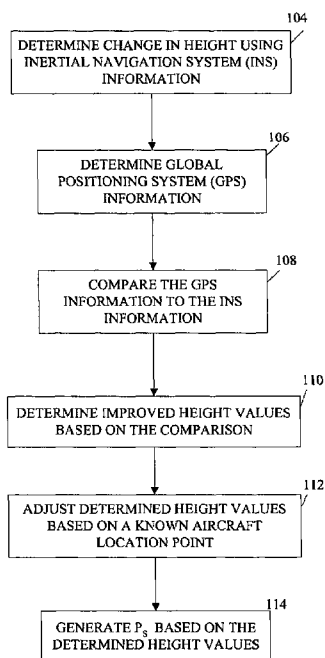 104
DETERMINE CHANGE IN HEIGHT USING
INERTIAL NAVIGATION SYSTEM (INS)
INFORMATION
106
DETERMINE GLOBAL
POSITIONING SYSTEM (GPS)
INFORMATION
108
COMPARE THE GPS
INFORMATION TO THE INS
INFORMATION
110
DETERMINE IMPROVED HEIGHT VALUES
BASED ON THE COMPARISON
112
ADJUST DETERMINED HEIGHT VALUES
BASED ON A KNOWN AIRCRAFT
LOCATION POINT
114
GENERATE PS BASED ON THE
DETERMINED HEIGHT VALUES